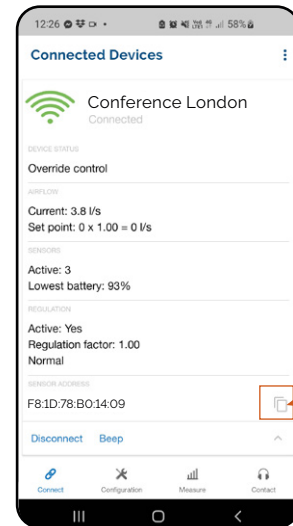 12:26
58%
Connected Devices
Conference London
Connected
DEVICE STATUS
Override control
AIRFLOW
Current: 3.8 l/s
Set point: 0 x 1.00 = 0 l/s
SENSORS
Active: 3
Lowest battery: 93%
REGULATION
Active: Yes
Regulation factor: 1.00
Normal
SENSOR ADDRESS
F8:1D:78:B0:14:09
Disconnect Beep
Connect Configuration Measure Contact